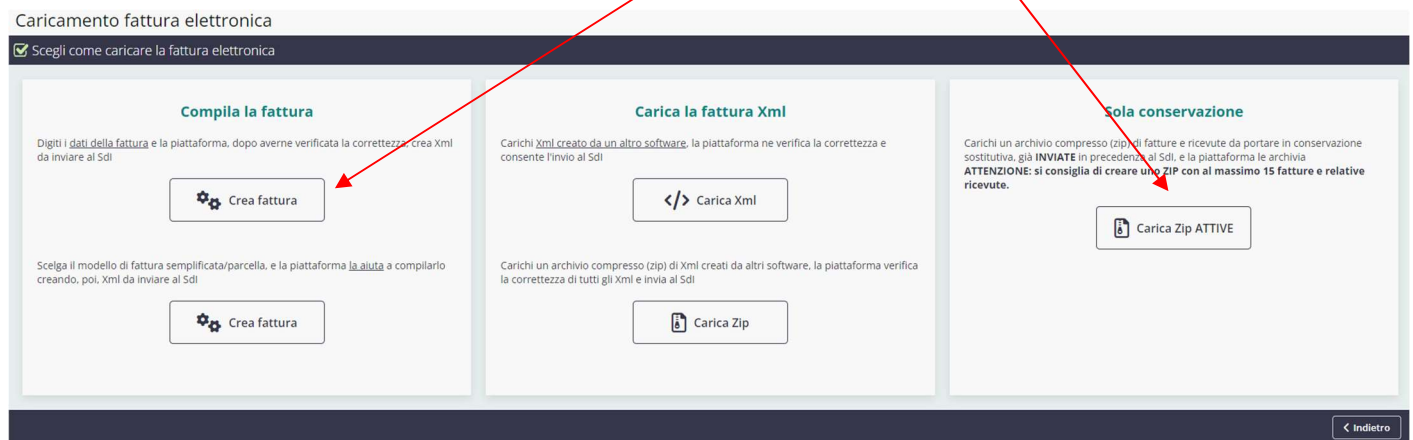 Caricamento fattura elettronica
Scegli come caricare la fattura elettronica
Compila la fattura
Digiti i dati della fattura e la piattaforma, dopo averne verificata la correttezza, crea Xml
da inviare al SdI
Crea fattura
Scelga il modello di fattura semplificata/parcella, e la piattaforma la aiuta a compilarlo
creando, poi, Xml da inviare al SdI
Crea fattura
Carica la fattura Xml
Carichi Xml creato da un altro software, la piattaforma ne verifica la correttezza e
consente l'invio al SdI
</> Carica Xml
Carichi un archivio compresso (zip) di Xml creati da altri software, la piattaforma verifica
la correttezza di tutti gli Xml e invia al SdI
Carica Zip
Sola conservazione
Carichi un archivio compresso (zip) di fatture e ricevute da portare in conservazione
sostitutiva, già INVIATE in precedenza al SdI, e la piattaforma le archivia
ATTENZIONE: si consiglia di creare uno ZIP con al massimo 15 fatture e relative
ricevute.
Carica Zip ATTIVE
< Indietro